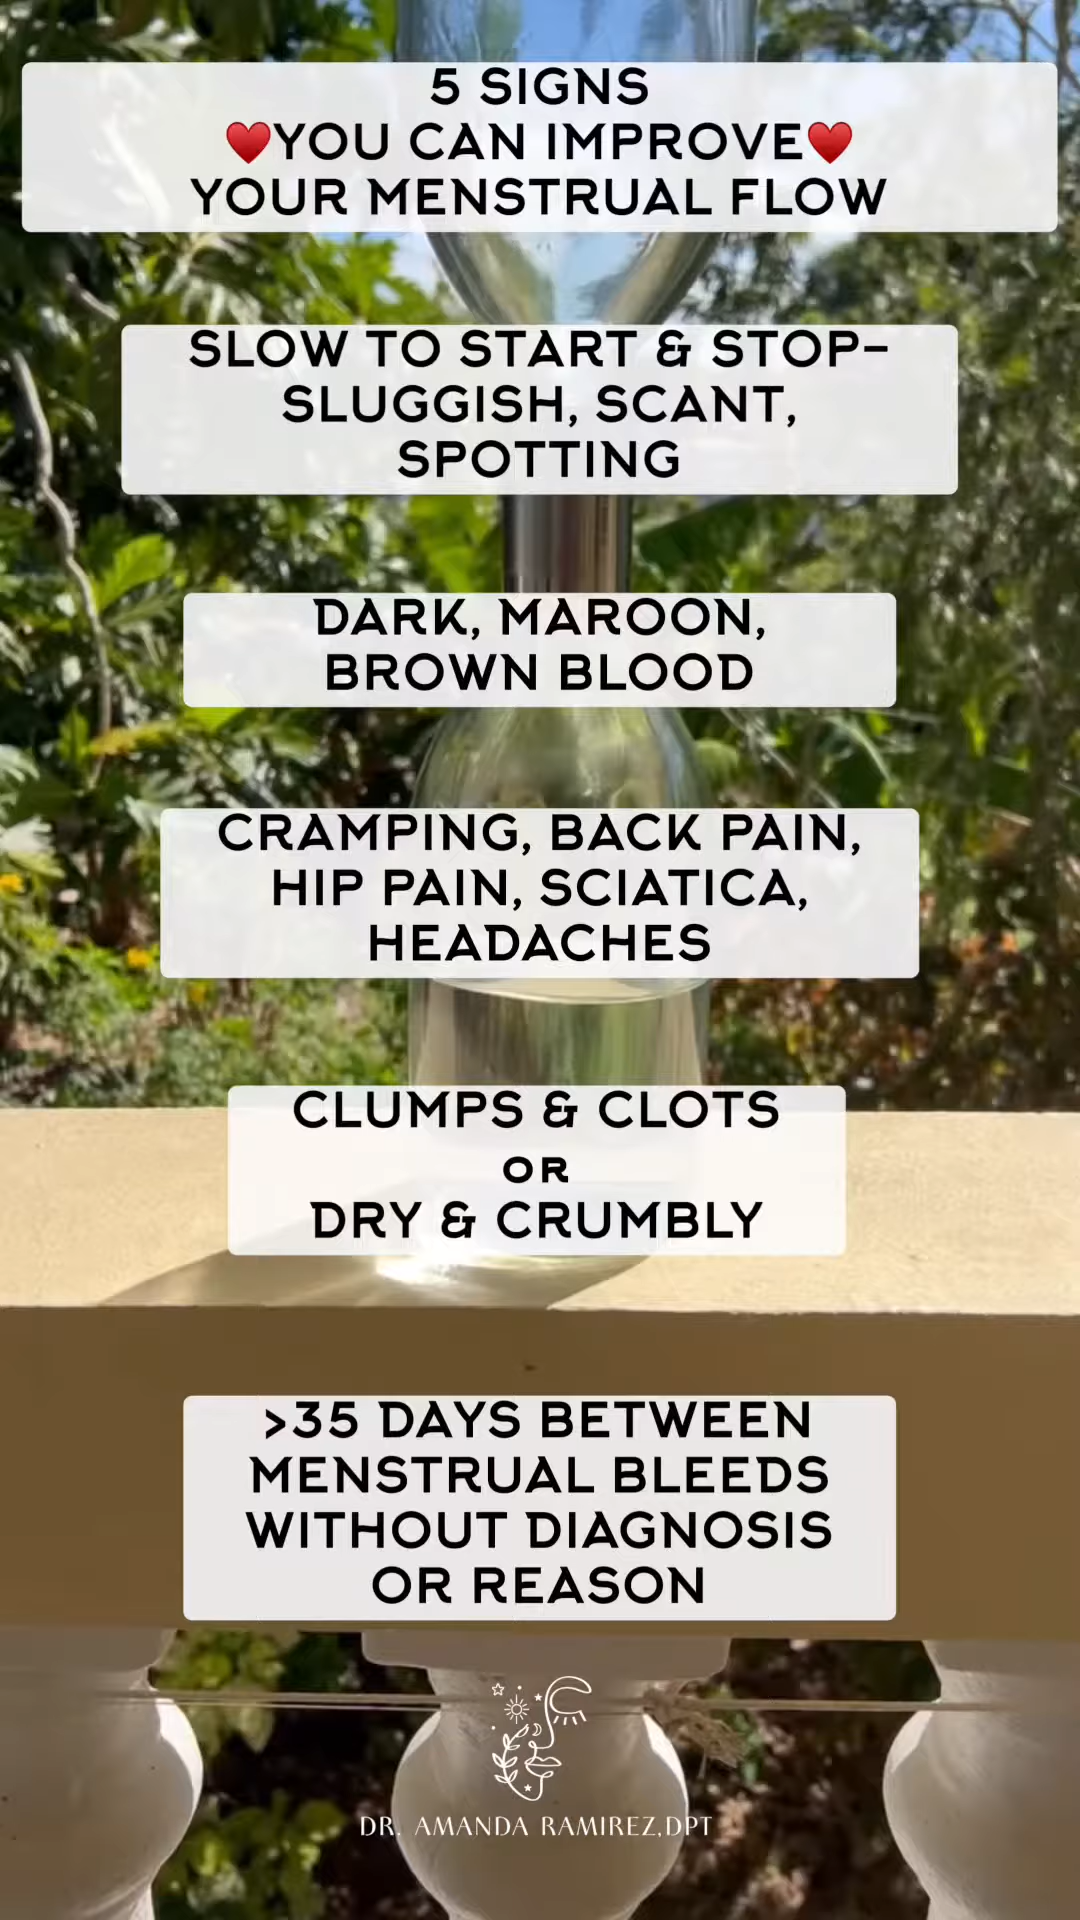 5 SIGNS
♥️YOU CAN IMPROVE♥️
YOUR MENSTRUAL FLOW
SLOW TO START & STOP-
SLUGGISH, SCANT,
SPOTTING
DARK, MAROON,
BROWN BLOOD
CRAMPING, BACK PAIN,
HIP PAIN, SCIATICA,
HEADACHES
CLUMPS & CLOTS
OR
DRY & CRUMBLY
>35 DAYS BETWEEN
MENSTRUAL BLEEDS
WITHOUT DIAGNOSIS
OR REASON
DR. AMANDA RAMIREZ,DPT